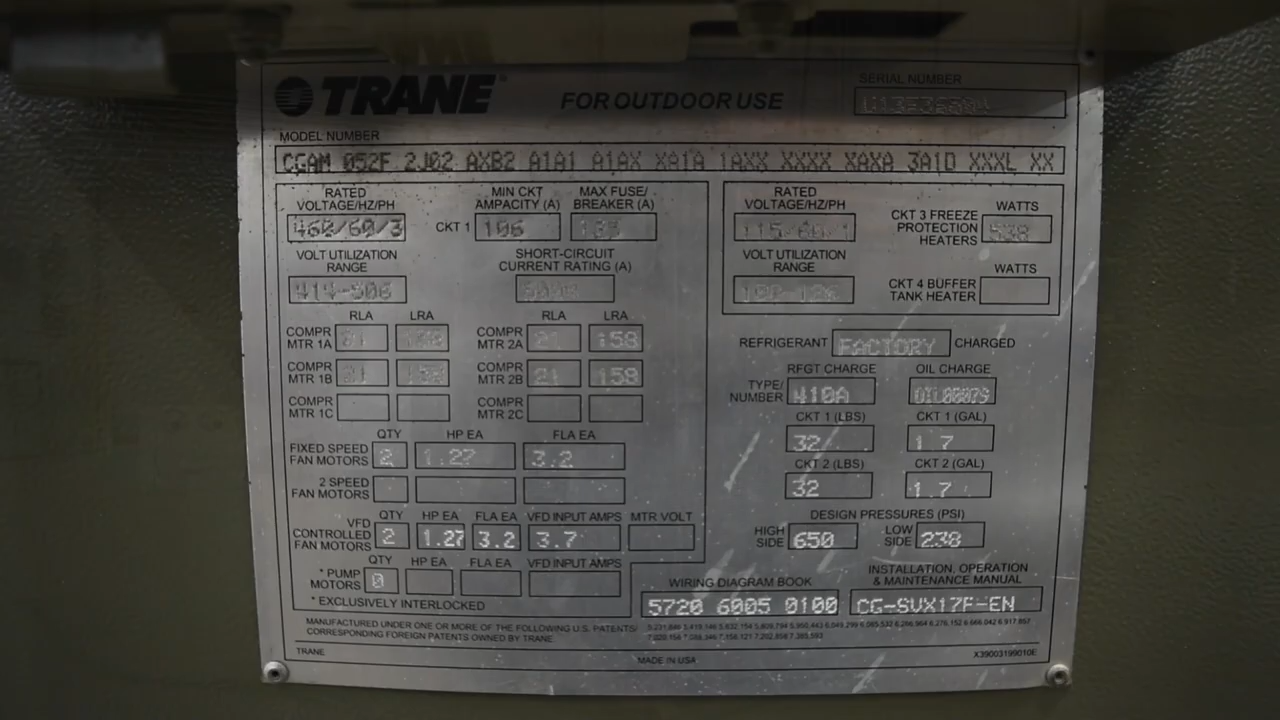 TRANE
FOR OUTDOOR USE
SERIAL NUMBER
MODEL NUMBER
CGAM 052F 2J02 AXB2 A1A1 A1AX XA1A 1AXX XXXX XAXA 3A1D XXXL XX
RATED VOLTAGE/HZ/PH
460/60/3
MIN CKT AMPACITY (A)
MAX FUSE/ BREAKER (A)
CKT 1
106
VOLT UTILIZATION RANGE
414-506
SHORT-CIRCUIT CURRENT RATING (A)
RLA LRA RLA LRA
COMPR MTR 1A
COMPR MTR 2A 21 158
COMPR MTR 1B 21
COMPR MTR 2B 21 158
COMPR MTR 1C
COMPR MTR 2C
QTY HP EA FLA EA
FIXED SPEED FAN MOTORS 2 1.27 3.2
2 SPEED FAN MOTORS
QTY HP EA FLA EA VFD INPUT AMPS MTR VOLT
VFD CONTROLLED FAN MOTORS 2 1.27 3.2 3.7
QTY HP EA FLA EA VFD INPUT AMPS
* PUMP MOTORS 0
* EXCLUSIVELY INTERLOCKED
RATED VOLTAGE/HZ/PH
115/60/1
WATTS
CKT 3 FREEZE PROTECTION HEATERS
VOLT UTILIZATION RANGE
WATTS
CKT 4 BUFFER TANK HEATER
REFRIGERANT FACTORY CHARGED
RFGT CHARGE OIL CHARGE
TYPE/ NUMBER 410A OIL00079
CKT 1 (LBS) CKT 1 (GAL)
32 1.7
CKT 2 (LBS) CKT 2 (GAL)
32 1.7
DESIGN PRESSURES (PSI)
HIGH SIDE 650 LOW SIDE 238
WIRING DIAGRAM BOOK
5720 6005 0100
INSTALLATION, OPERATION & MAINTENANCE MANUAL
CG-SVX17F-EN
MANUFACTURED UNDER ONE OR MORE OF THE FOLLOWING U.S. PATENTS/
CORRESPONDING FOREIGN PATENTS OWNED BY TRANE
TRANE
MADE IN USA
X39003199010E